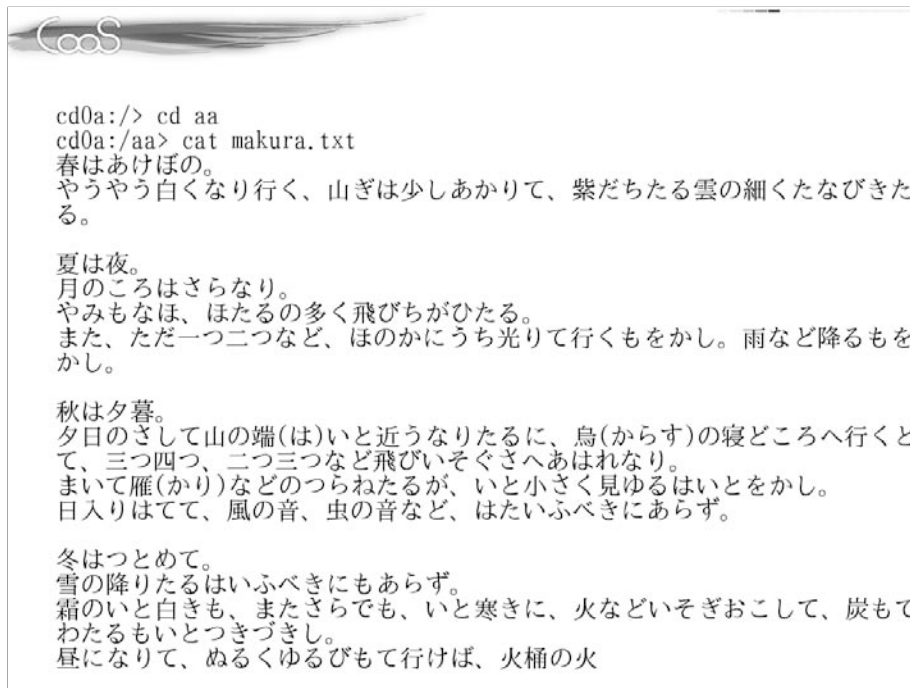 CooS
cd0a:/> cd aa
cd0a:/aa> cat makura.txt
春はあけぼの。
やうやう白くなり行く、山ぎは少しあかりて、紫だちたる雲の細くたなびきた
る。
夏は夜。
月のころはさらなり。
やみもなほ、ほたるの多く飛びちがひたる。
また、ただ一つ二つなど、ほのかにうち光りて行くもをかし。雨など降るもを
かし。
秋は夕暮。
夕日のさして山の端(は)いと近うなりたるに、烏(からす)の寝どころへ行くと
て、三つ四つ、二つ三つなど飛びいそぐさへあはれなり。
まいて雁(かり)などのつらねたるが、いと小さく見ゆるはいとをかし。
日入りはてて、風の音、虫の音など、はたいふべきにあらず。
冬はつとめて。
雪の降りたるはいふべきにもあらず。
霜のいと白きも、またさらでも、いと寒きに、火などいそぎおこして、炭もて
わたるもいとつきづきし。
昼になりて、ぬるくゆるびもて行けば、火桶の火